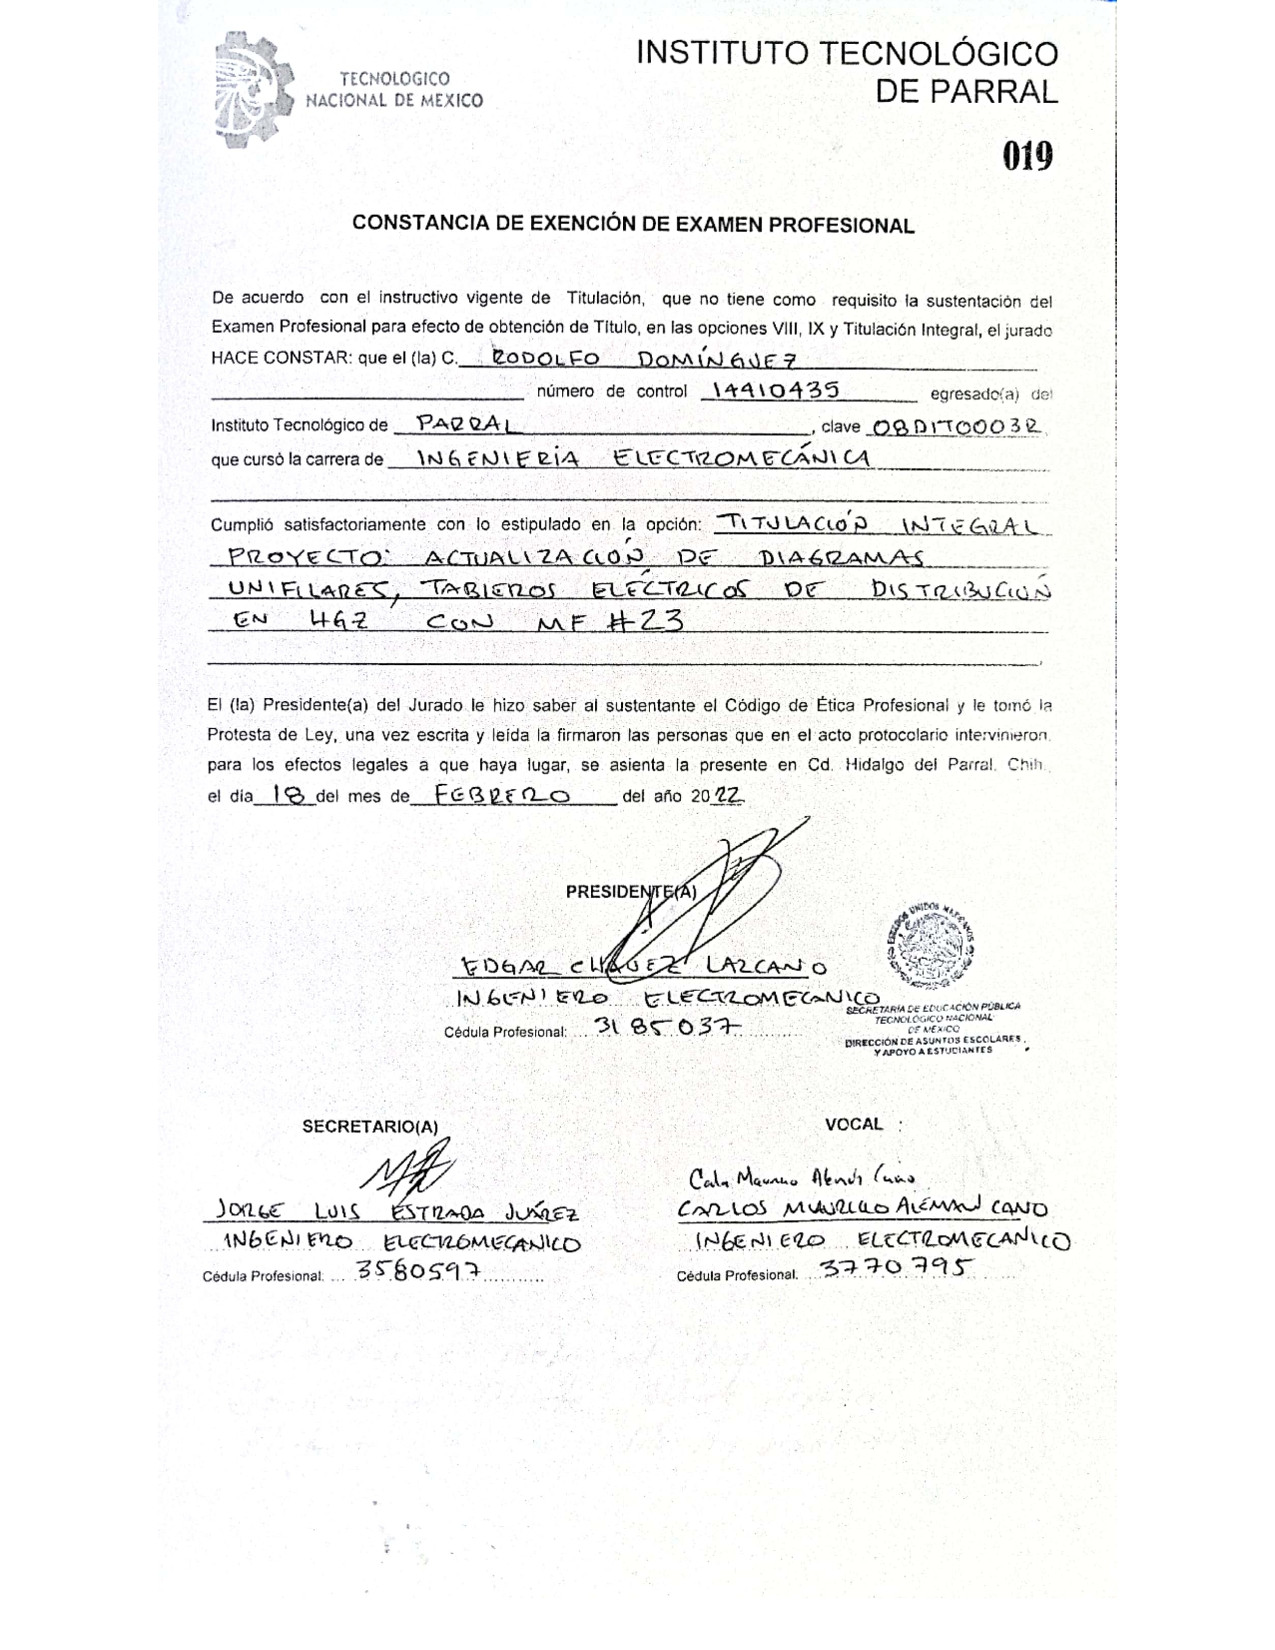 TECNOLOGICO
NACIONAL DE MEXICO
INSTITUTO TECNOLÓGICO
DE PARRAL
019
CONSTANCIA DE EXENCIÓN DE EXAMEN PROFESIONAL
De acuerdo con el instructivo vigente de Titulación, que no tiene como requisito la sustentación del
Examen Profesional para efecto de obtención de Título, en las opciones VIII, IX y Titulación Integral, el jurado
HACE CONSTAR: que el (la) C. RODOLFO DOMÍNGUEZ
número de control 14410435 egresado(a) del
Instituto Tecnológico de PARRAL, clave 08DIT0003R
que cursó la carrera de INGENIERÍA ELECTROMECÁNICA
Cumplió satisfactoriamente con lo estipulado en la opción: TITULACIÓN INTEGRAL
PROYECTO: ACTUALIZACIÓN DE DIAGRAMAS
UNIFILARES, TABLEROS ELÉCTRICOS DE DISTRIBUCIÓN
EN 4GZ CON MF #23
El (la) Presidente(a) del Jurado le hizo saber al sustentante el Código de Ética Profesional y le tomó la
Protesta de Ley, una vez escrita y leída la firmaron las personas que en el acto protocolario intervinieron,
para los efectos legales a que haya lugar, se asienta la presente en Cd. Hidalgo del Parral, Chih.,
el día 18 del mes de FEBRERO del año 2022
PRESIDENTE(A)
EDGAR CHAVEZ LAZCANO
INGENIERO ELECTROMECANICO
Cédula Profesional: 3185037
ESTADOS UNIDOS MEXICANOS
SECRETARÍA DE EDUCACIÓN PÚBLICA
TECNOLÓGICO NACIONAL
DE MÉXICO
DIRECCIÓN DE ASUNTOS ESCOLARES
Y APOYO A ESTUDIANTES
SECRETARIO(A)
JORGE LUIS ESTRADA JUÁREZ
INGENIERO ELECTROMECANICO
Cédula Profesional: 3580597
VOCAL :
CARLOS MURILLO ALEMAN CANO
INGENIERO ELECTROMECANICO
Cédula Profesional. 3770795